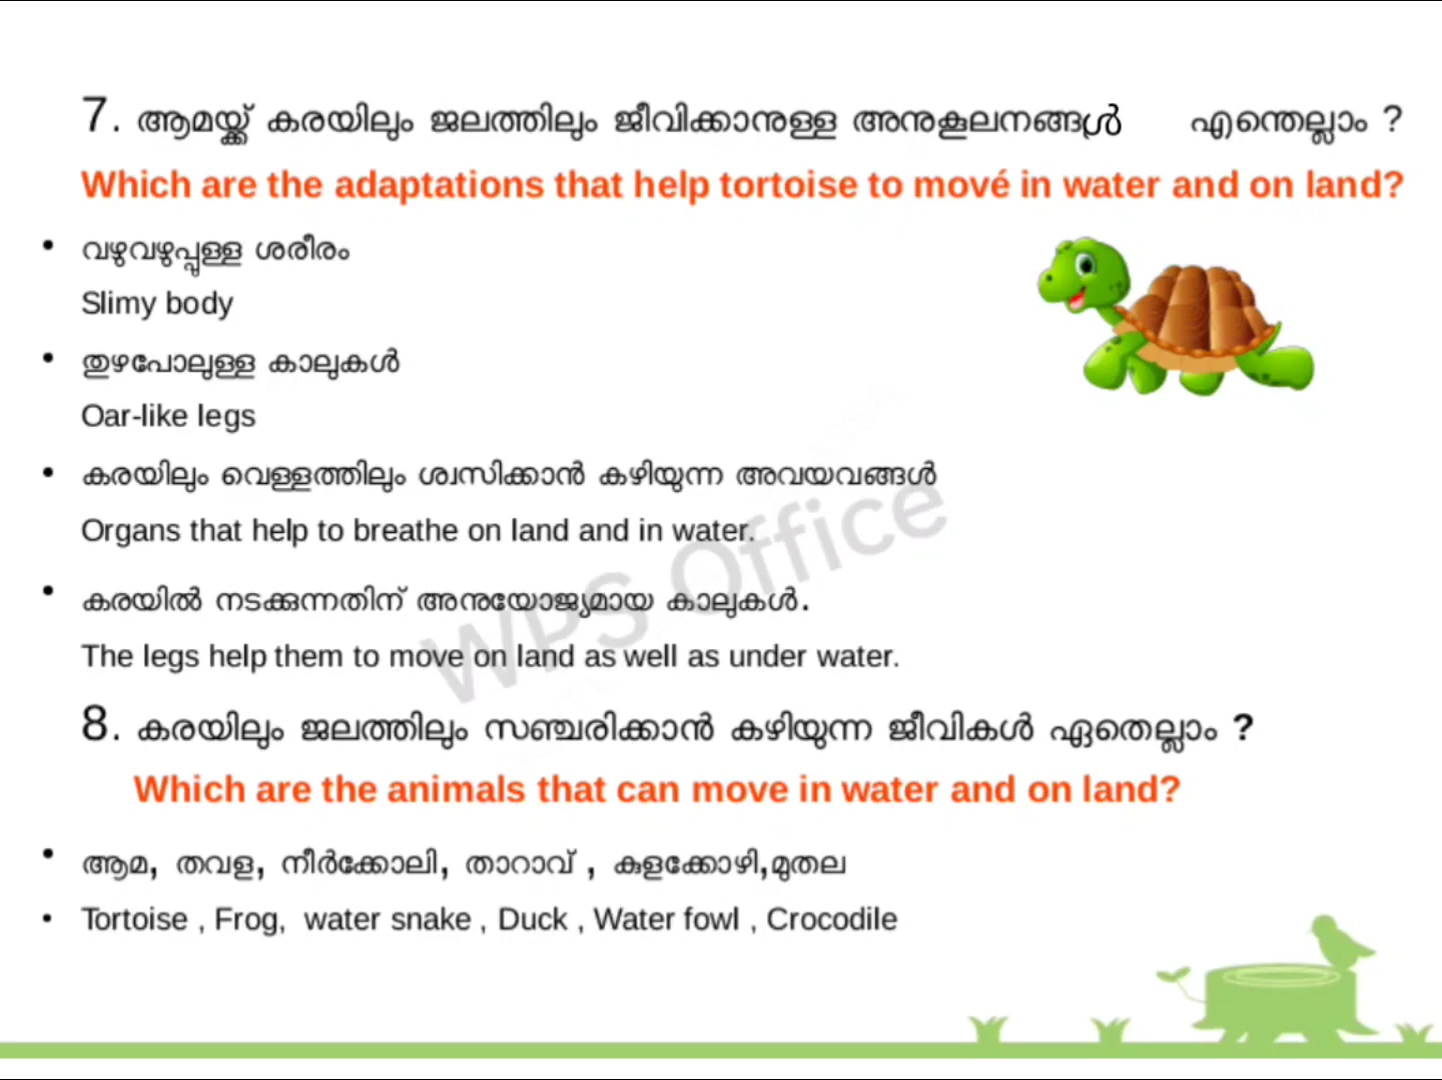 7. ആമയ്ക്ക് കരയിലും ജലത്തിലും ജീവിക്കാനുള്ള അനുകൂലനങ്ങൾ എന്തെല്ലാം ?
Which are the adaptations that help tortoise to mové in water and on land?
• വഴുവഴുപ്പുള്ള ശരീരം
Slimy body
• തുഴപോലുള്ള കാലുകൾ
Oar-like legs
• കരയിലും വെള്ളത്തിലും ശ്വസിക്കാൻ കഴിയുന്ന അവയവങ്ങൾ
Organs that help to breathe on land and in water.
• കരയിൽ നടക്കുന്നതിന് അനുയോജ്യമായ കാലുകൾ.
The legs help them to move on land as well as under water.
WPS Office
8. കരയിലും ജലത്തിലും സഞ്ചരിക്കാൻ കഴിയുന്ന ജീവികൾ ഏതെല്ലാം ?
Which are the animals that can move in water and on land?
• ആമ, തവള, നീർക്കോലി, താറാവ് , കുളക്കോഴി,മുതല
• Tortoise , Frog, water snake , Duck , Water fowl , Crocodile